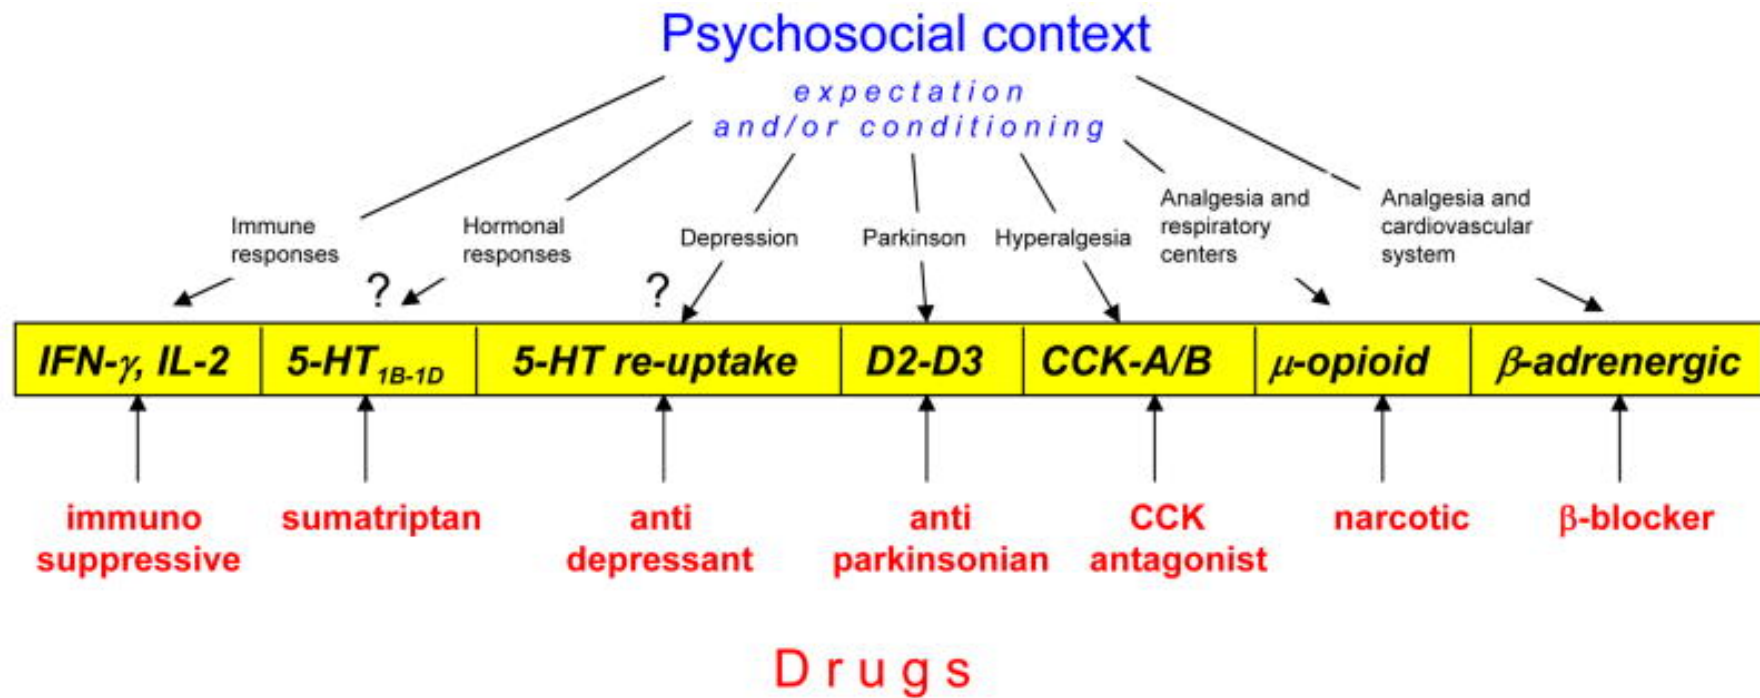 Psychosocial context
expectation
and/or conditioning
Immune
responses
Hormonal
responses
Depression
Parkinson
Hyperalgesia
Analgesia and
respiratory
centers
Analgesia and
cardiovascular
system
?
?
IFN-γ, IL-2
5-HT1B-1D
5-HT re-uptake
D2-D3
CCK-A/B
μ-opioid
β-adrenergic
immuno
suppressive
sumatriptan
anti
depressant
anti
parkinsonian
CCK
antagonist
narcotic
β-blocker
Drugs